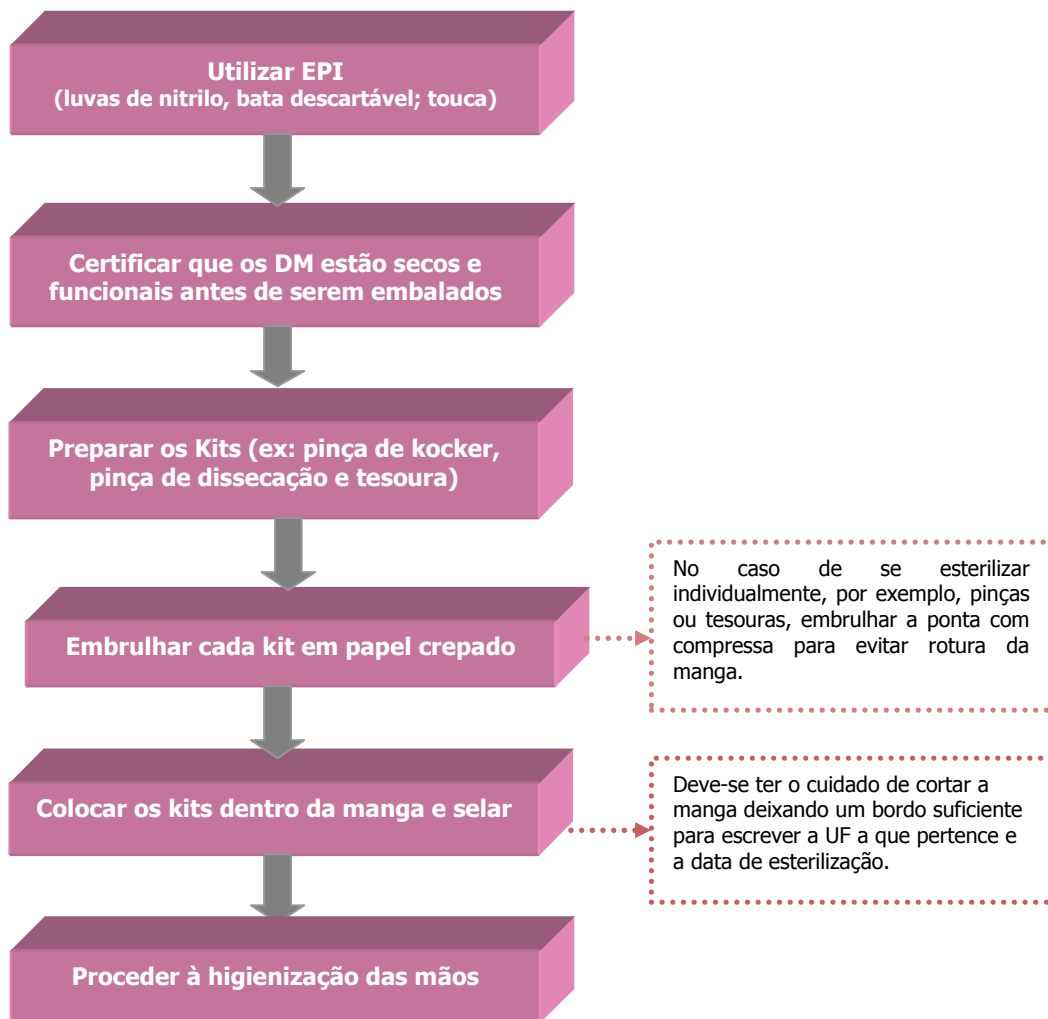 Utilizar EPI
(luvas de nitrilo, bata descartável; touca)
Certificar que os DM estão secos e
funcionais antes de serem embalados
Preparar os Kits (ex: pinça de kocker,
pinça de dissecação e tesoura)
Embrulhar cada kit em papel crepado
No caso de se esterilizar
individualmente, por exemplo, pinças
ou tesouras, embrulhar a ponta com
compressa para evitar rotura da
manga.
Colocar os kits dentro da manga e selar
Deve-se ter o cuidado de cortar a
manga deixando um bordo suficiente
para escrever a UF a que pertence e
a data de esterilização.
Proceder à higienização das mãos